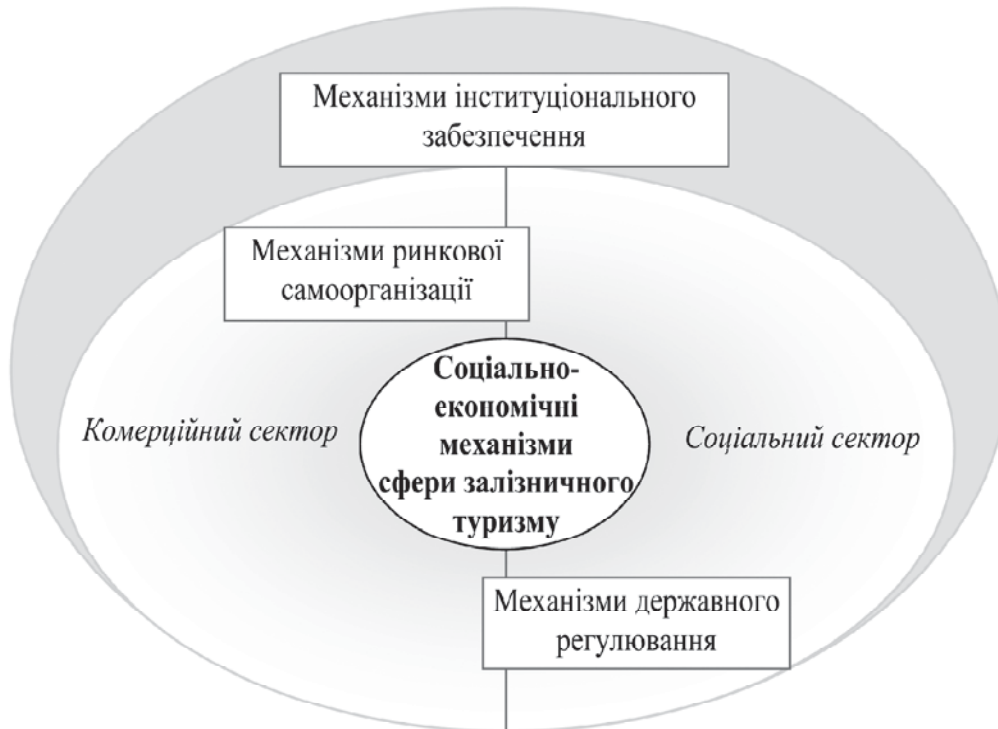 Механізми інституціонального
забезпечення
Механізми ринкової
самоорганізації
Соціально-
економічні
механізми
сфери залізничного
туризму
Комерційний сектор
Соціальний сектор
Механізми державного
регулювання